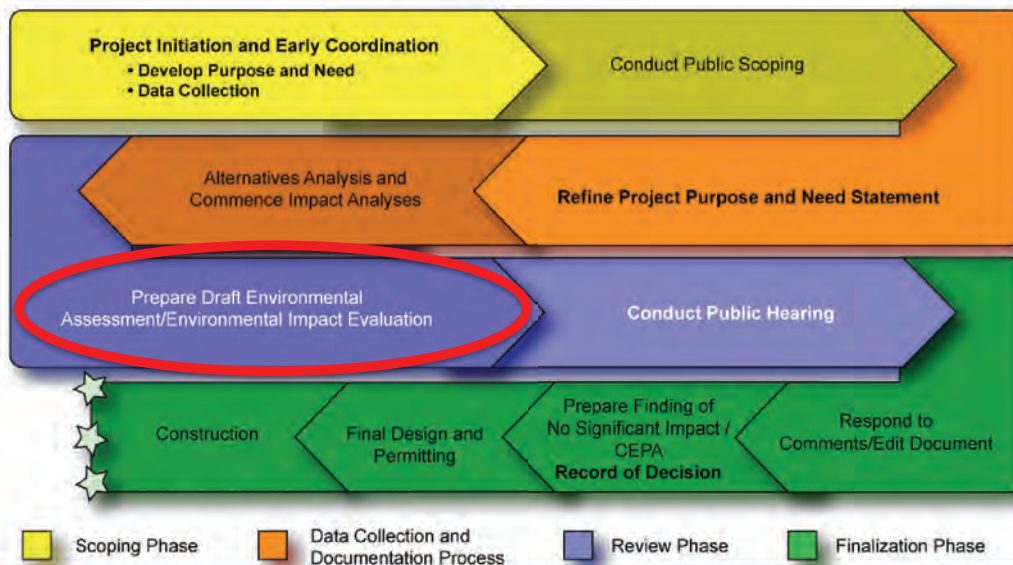 Project Initiation and Early Coordination
• Develop Purpose and Need
• Data Collection
Conduct Public Scoping
Alternatives Analysis and
Commence Impact Analyses
Refine Project Purpose and Need Statement
Prepare Draft Environmental
Assessment/Environmental Impact Evaluation
Conduct Public Hearing
Construction
Final Design and
Permitting
Prepare Finding of
No Significant Impact /
CEPA
Record of Decision
Respond to
Comments/Edit Document
Scoping Phase
Data Collection and
Documentation Process
Review Phase
Finalization Phase